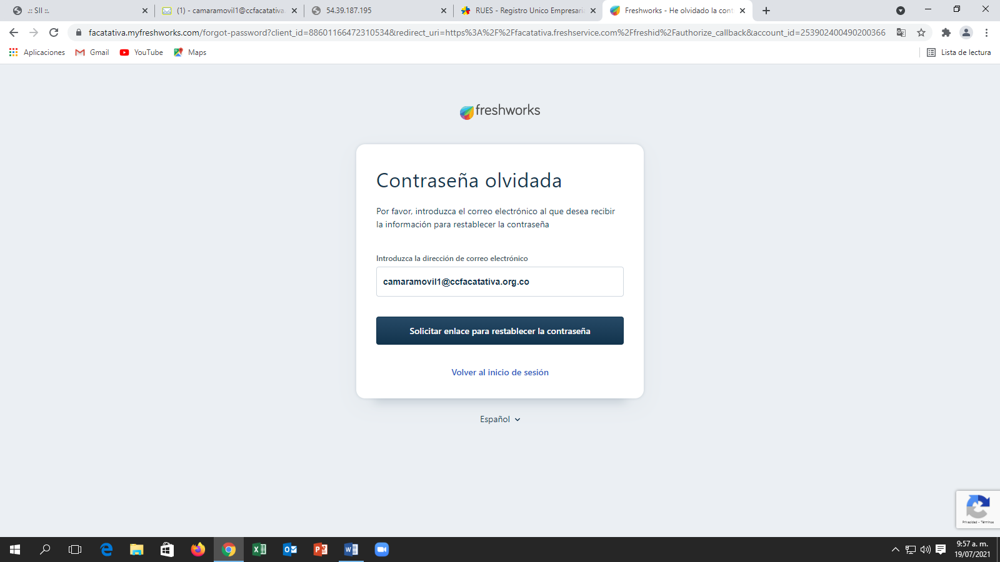 .:: SII ::.
(1) - camaramovil1@ccfacatativa.
54.39.187.195
RUES - Registro Unico Empresaria
Freshworks - He olvidado la cont
facatativa.myfreshworks.com/forgot-password?client_id=88601166472310534&redirect_uri=https%3A%2F%2Ffacatativa.freshservice.com%2Ffreshid%2Fauthorize_callback&account_id=253902400490200366
Aplicaciones
Gmail
YouTube
Maps
Lista de lectura
freshworks
Contraseña olvidada
Por favor, introduzca el correo electrónico al que desea recibir
la información para restablecer la contraseña
Introduzca la dirección de correo electrónico
camaramovil1@ccfacatativa.org.co
Solicitar enlace para restablecer la contraseña
Volver al inicio de sesión
Español
Privacidad - Términos
9:57 a. m.
19/07/2021